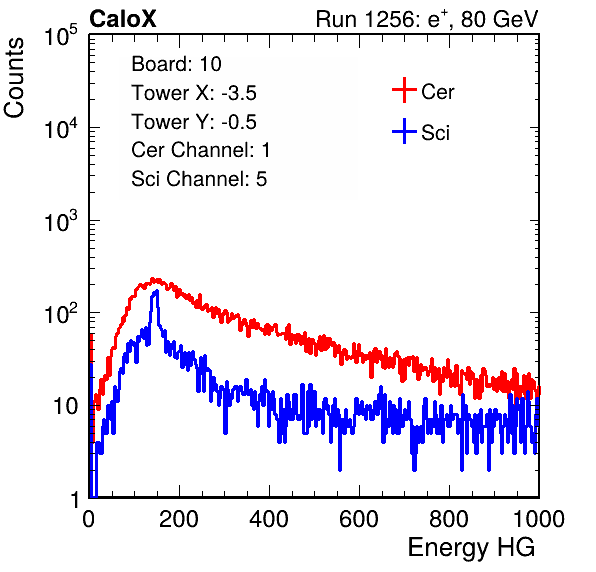 CaloX Run 1256: e⁺, 80 GeV
Board: 10
Tower X: -3.5
Tower Y: -0.5
Cer Channel: 1
Sci Channel: 5
Cer
Sci
Counts
10⁵
10⁴
10³
10²
10
1
0 200 400 600 800 1000
Energy HG